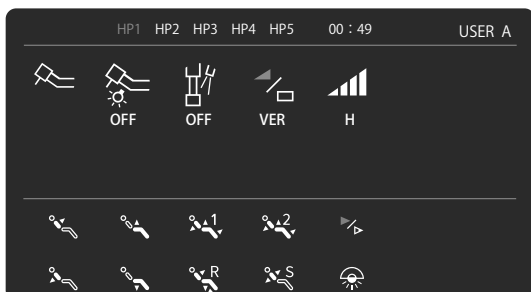 HP1 HP2 HP3 HP4 HP5 00：49 USER A
OFF OFF VER H
1 2
R S